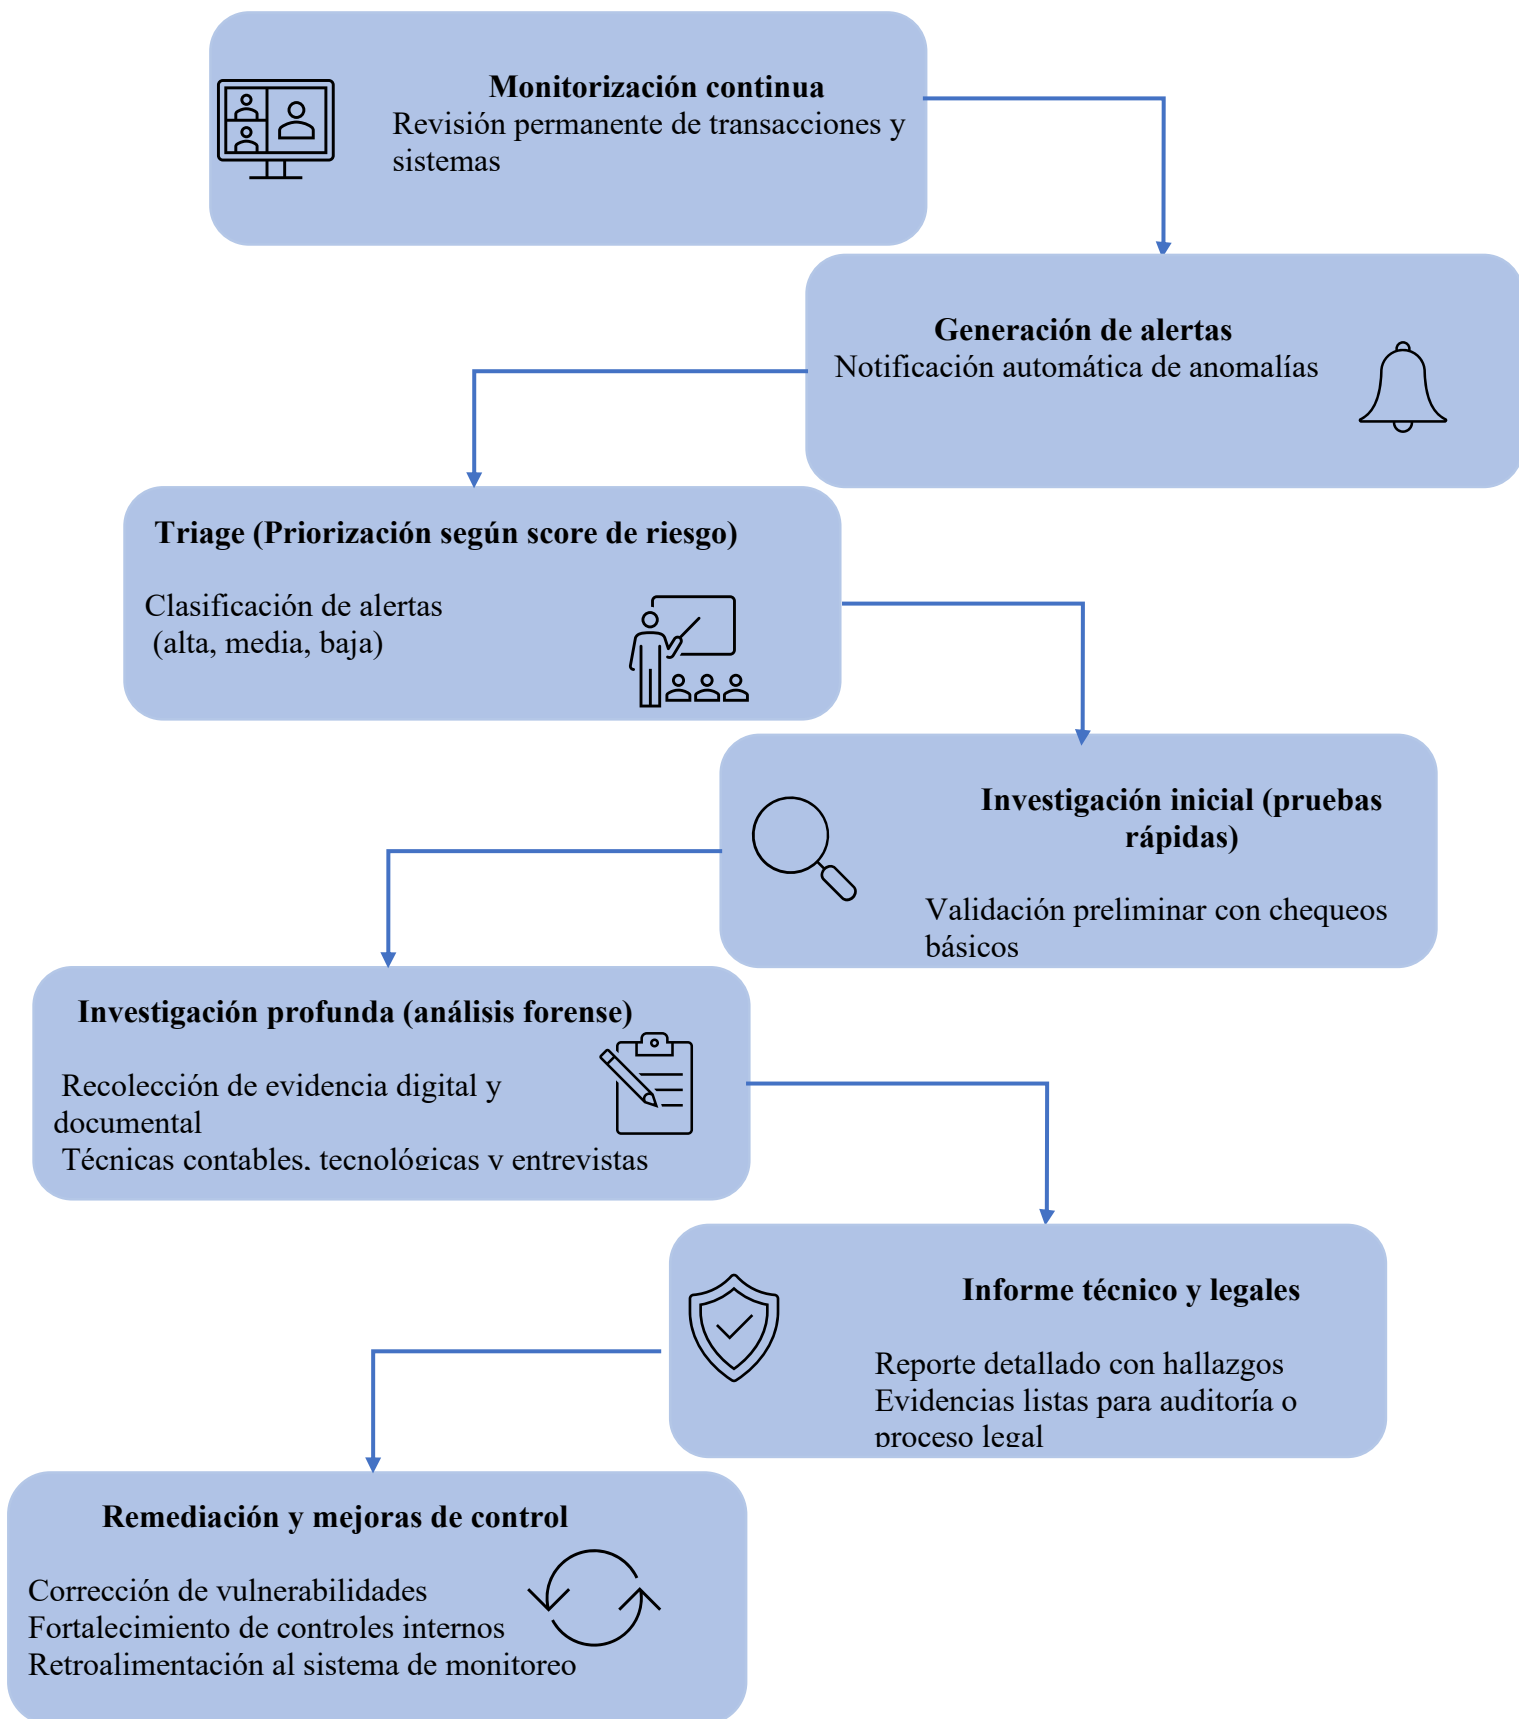 Monitorización continua
Revisión permanente de transacciones y
sistemas
Generación de alertas
Notificación automática de anomalías
Triage (Priorización según score de riesgo)
Clasificación de alertas
(alta, media, baja)
Investigación inicial (pruebas
rápidas)
Validación preliminar con chequeos
básicos
Investigación profunda (análisis forense)
Recolección de evidencia digital y
documental
Técnicas contables, tecnológicas y entrevistas
Informe técnico y legales
Reporte detallado con hallazgos
Evidencias listas para auditoría o
proceso legal
Remediación y mejoras de control
Corrección de vulnerabilidades
Fortalecimiento de controles internos
Retroalimentación al sistema de monitoreo